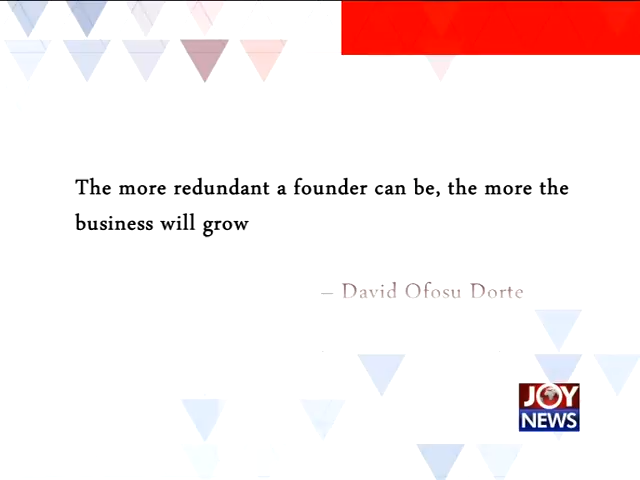 The more redundant a founder can be, the more the
business will grow
– David Ofosu Dorte
JOY
NEWS